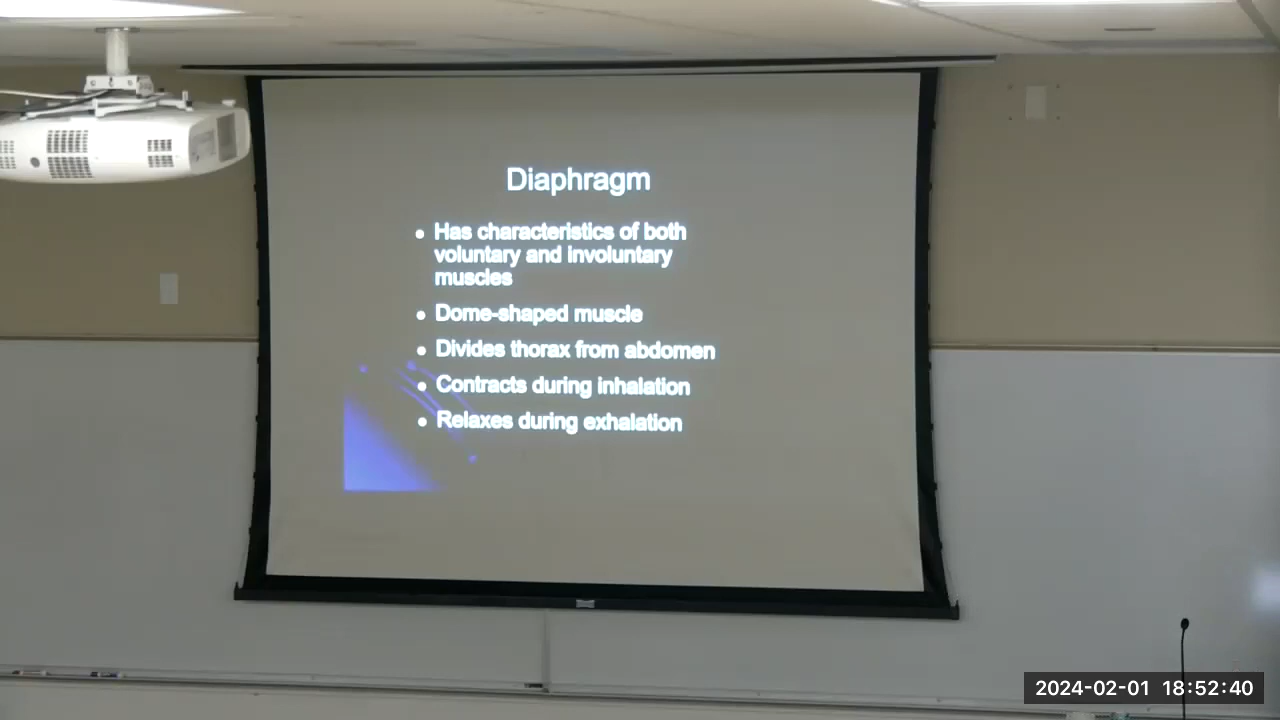 Diaphragm
• Has characteristics of both
voluntary and involuntary
muscles
• Dome-shaped muscle
• Divides thorax from abdomen
• Contracts during inhalation
• Relaxes during exhalation
2024-02-01 18:52:40